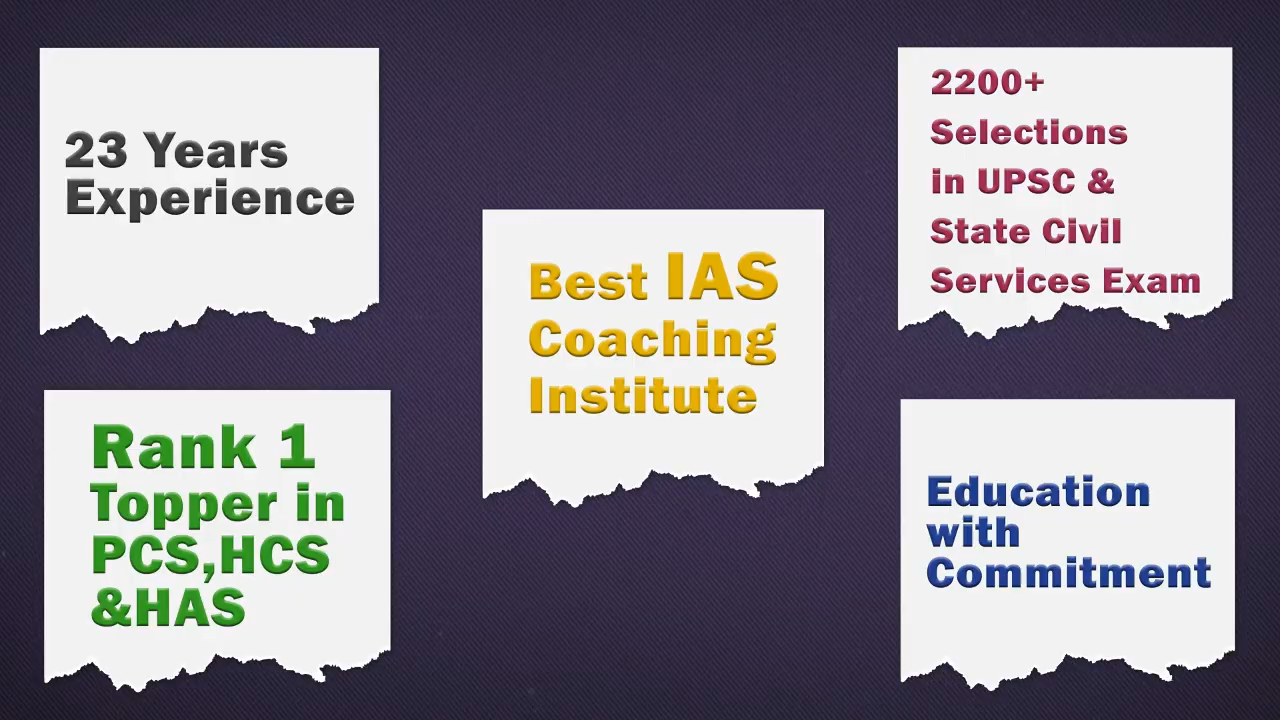 23 Years
Experience
2200+
Selections
in UPSC &
State Civil
Services Exam
Best IAS
Coaching
Institute
Rank 1
Topper in
PCS,HCS
&HAS
Education
with
Commitment